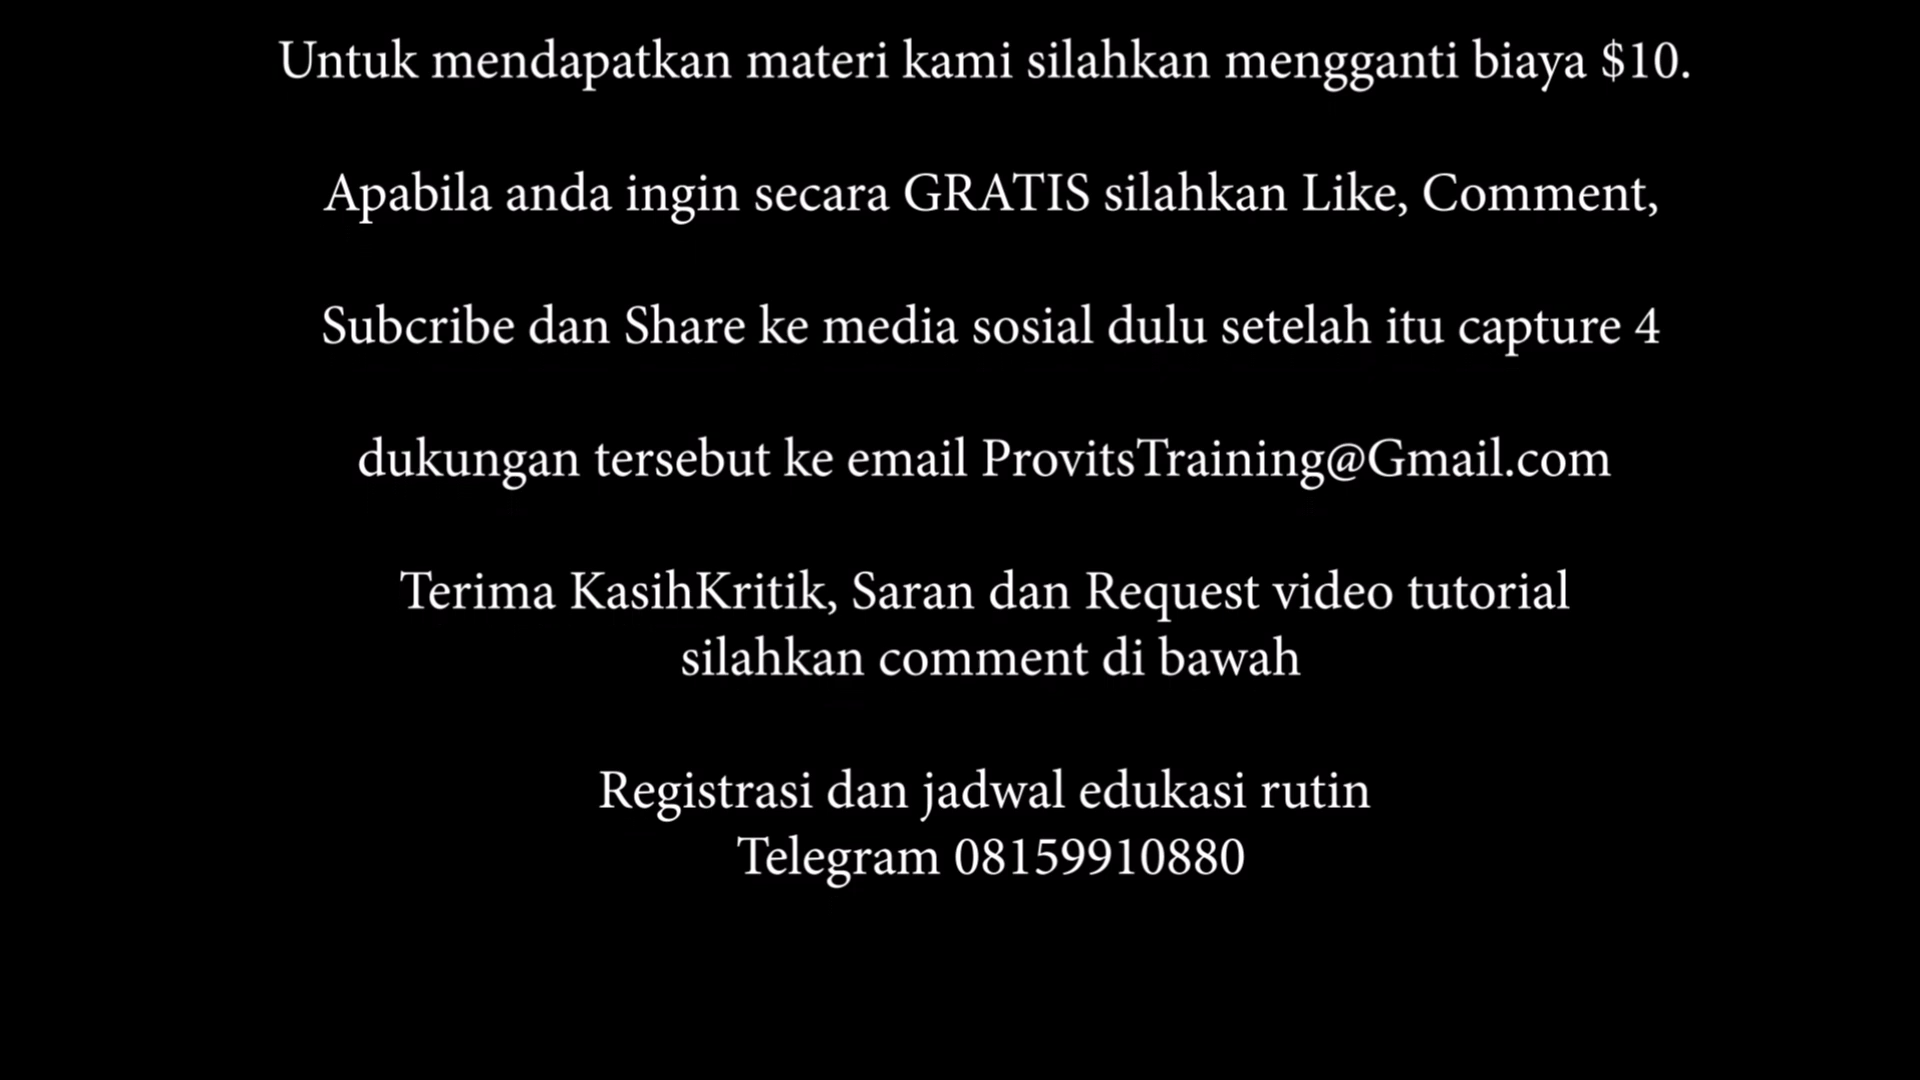 Untuk mendapatkan materi kami silahkan mengganti biaya $10.
Apabila anda ingin secara GRATIS silahkan Like, Comment,
Subcribe dan Share ke media sosial dulu setelah itu capture 4
dukungan tersebut ke email ProvitsTraining@Gmail.com
Terima KasihKritik, Saran dan Request video tutorial
silahkan comment di bawah
Registrasi dan jadwal edukasi rutin
Telegram 08159910880